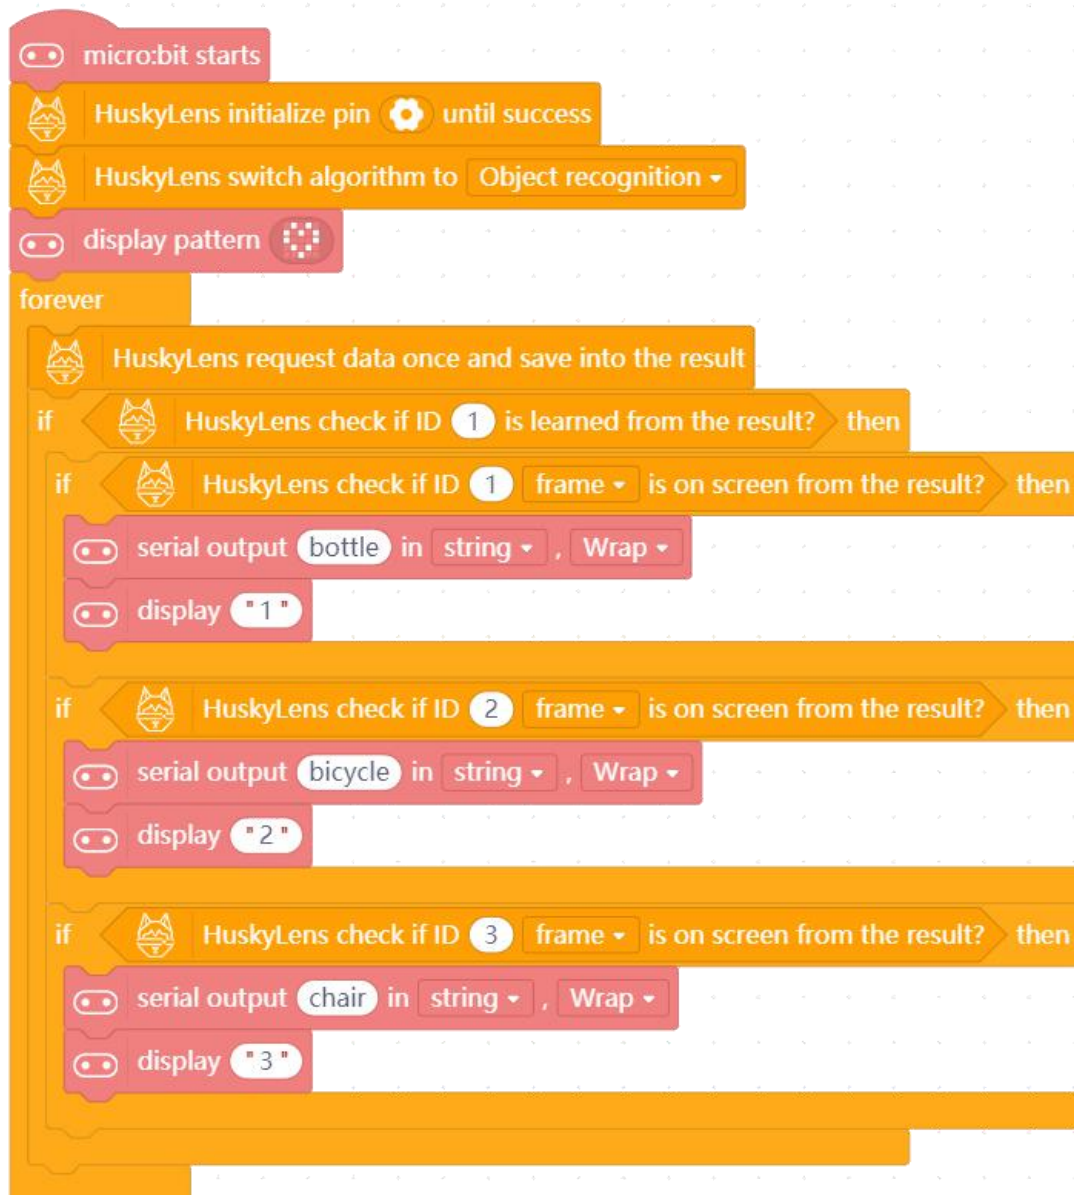 micro:bit starts
HuskyLens initialize pin until success
HuskyLens switch algorithm to Object recognition
display pattern
forever
HuskyLens request data once and save into the result
if HuskyLens check if ID 1 is learned from the result? then
if HuskyLens check if ID 1 frame is on screen from the result? then
serial output bottle in string , Wrap
display "1"
if HuskyLens check if ID 2 frame is on screen from the result? then
serial output bicycle in string , Wrap
display "2"
if HuskyLens check if ID 3 frame is on screen from the result? then
serial output chair in string , Wrap
display "3"